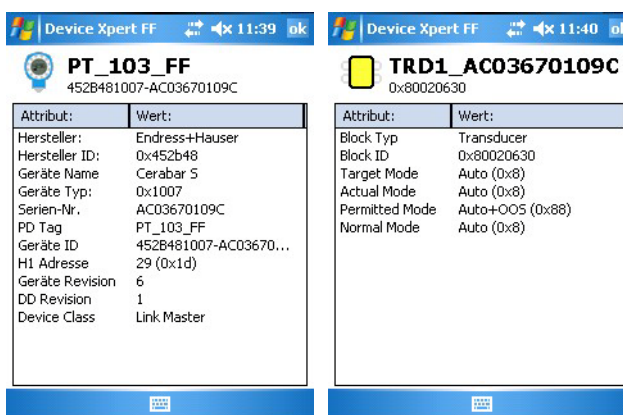 Device Xpert FF 11:39 ok
PT_103_FF
452B481007-AC03670109C
Attribut: Wert:
Hersteller: Endress+Hauser
Hersteller ID: 0x452b48
Geräte Name Cerabar S
Geräte Typ: 0x1007
Serien-Nr. AC03670109C
PD Tag PT_103_FF
Geräte ID 452B481007-AC03670...
H1 Adresse 29 (0x1d)
Geräte Revision 6
DD Revision 1
Device Class Link Master
Device Xpert FF 11:40 ok
TRD1_AC03670109C
0x80020630
Attribut: Wert:
Block Typ Transducer
Block ID 0x80020630
Target Mode Auto (0x8)
Actual Mode Auto (0x8)
Permitted Mode Auto+OOS (0x88)
Normal Mode Auto (0x8)